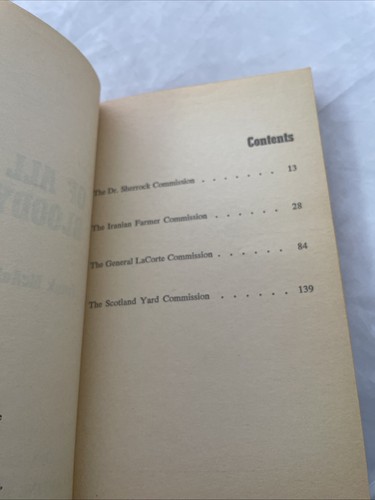 Contents
The Dr. Sherrock Commission . . . . . . . 13
The Iranian Farmer Commission . . . . . . 28
The General LaCorte Commission . . . . . . 84
The Scotland Yard Commission . . . . . . 139